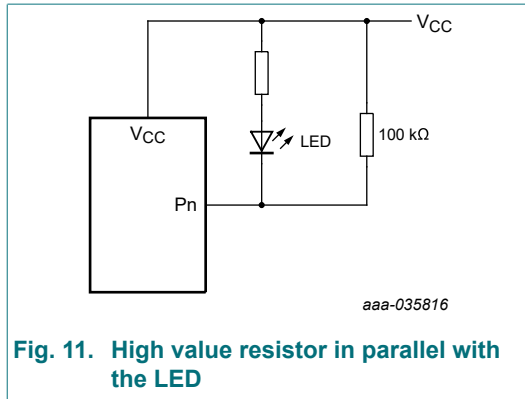 VCC
VCC
LED
100 kΩ
Pn
aaa-035816
Fig. 11. High value resistor in parallel with
the LED